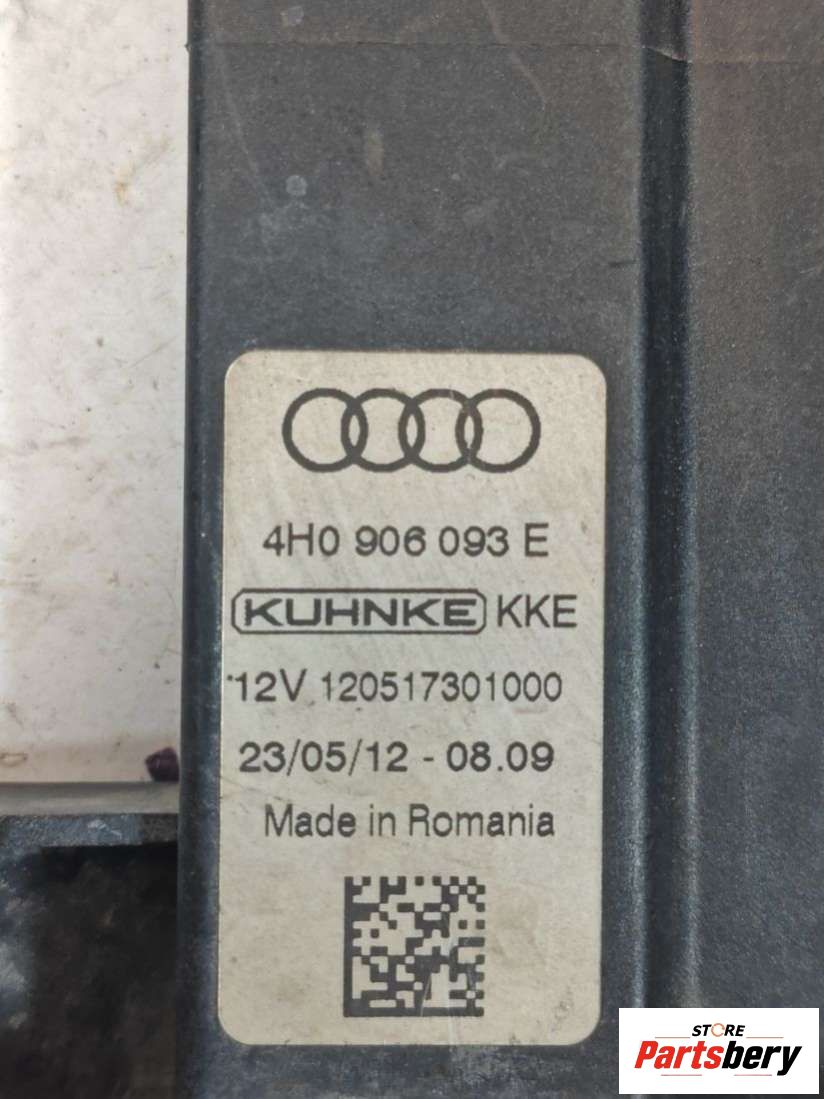 4H0 906 093 E
KUHNKE KKE
12V 120517301000
23/05/12 - 08.09
Made in Romania
STORE
Partsbery